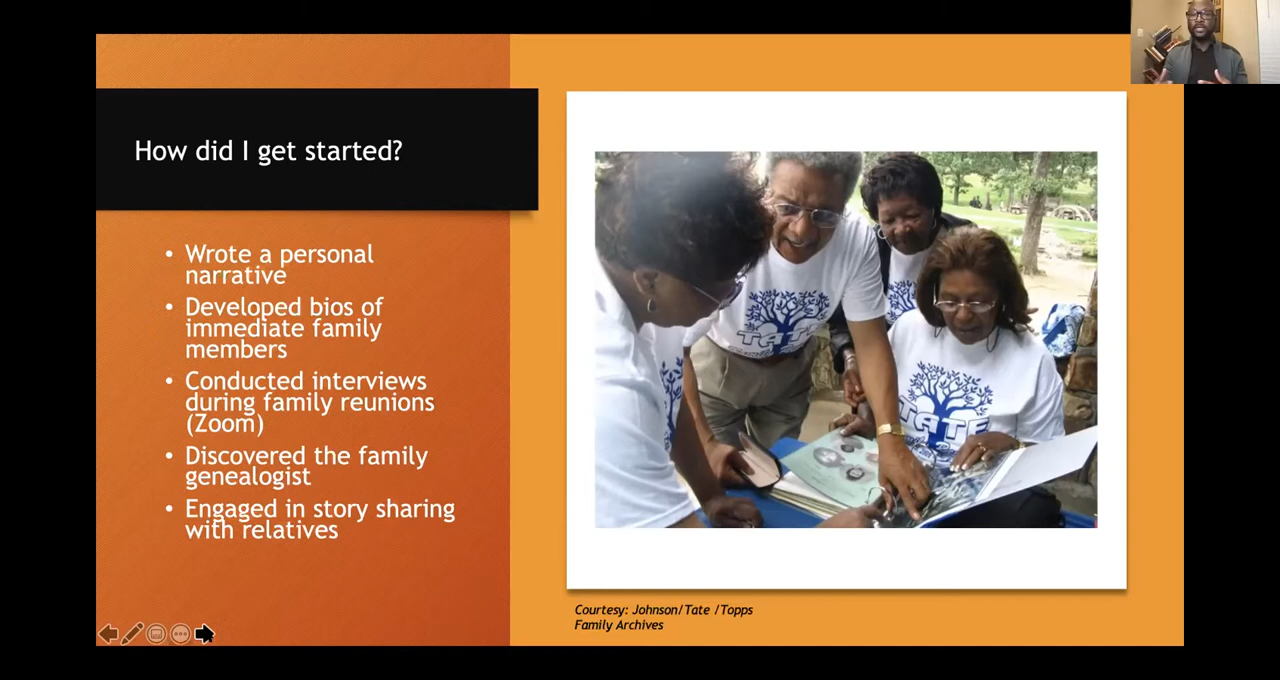 How did I get started?
• Wrote a personal
narrative
• Developed bios of
immediate family
members
• Conducted interviews
during family reunions
(Zoom)
• Discovered the family
genealogist
• Engaged in story sharing
with relatives
TATE
TATE
Courtesy: Johnson/Tate /Topps
Family Archives